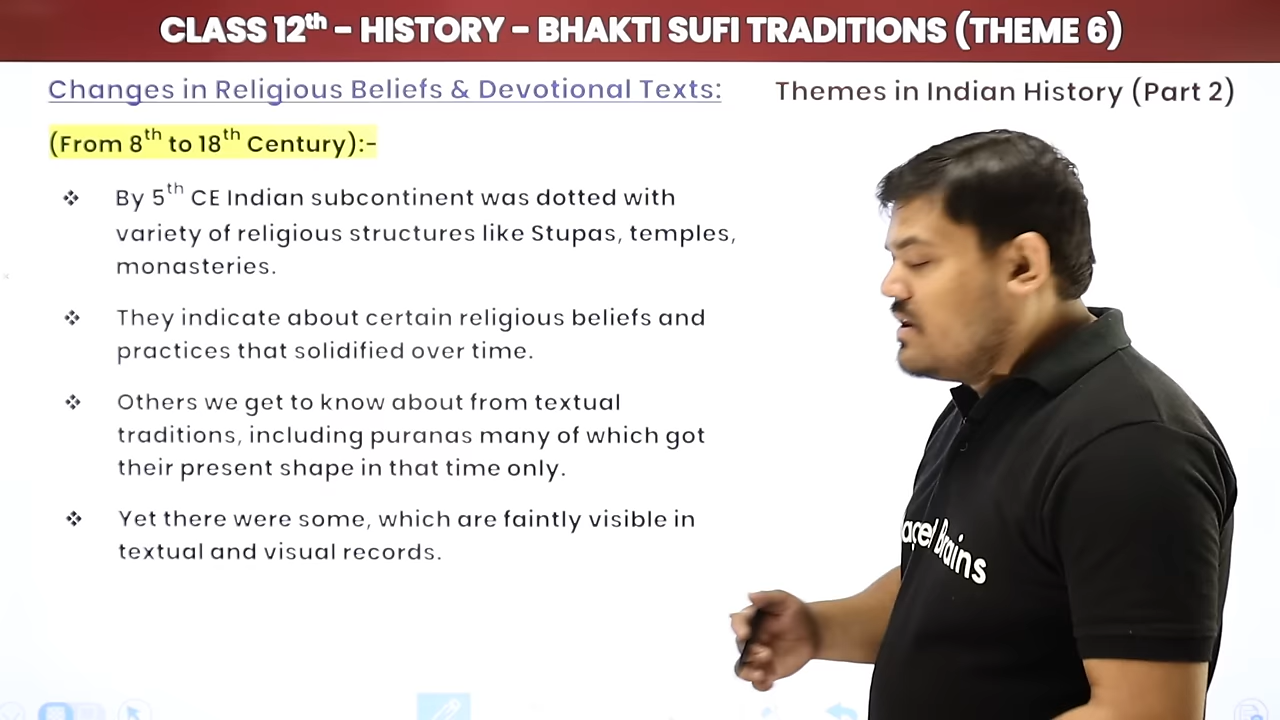 CLASS 12th - HISTORY - BHAKTI SUFI TRADITIONS (THEME 6)
Changes in Religious Beliefs & Devotional Texts:
Themes in Indian History (Part 2)
(From 8th to 18th Century):-
❖ By 5th CE Indian subcontinent was dotted with
variety of religious structures like Stupas, temples,
monasteries.
❖ They indicate about certain religious beliefs and
practices that solidified over time.
❖ Others we get to know about from textual
traditions, including puranas many of which got
their present shape in that time only.
❖ Yet there were some, which are faintly visible in
textual and visual records.
Brains